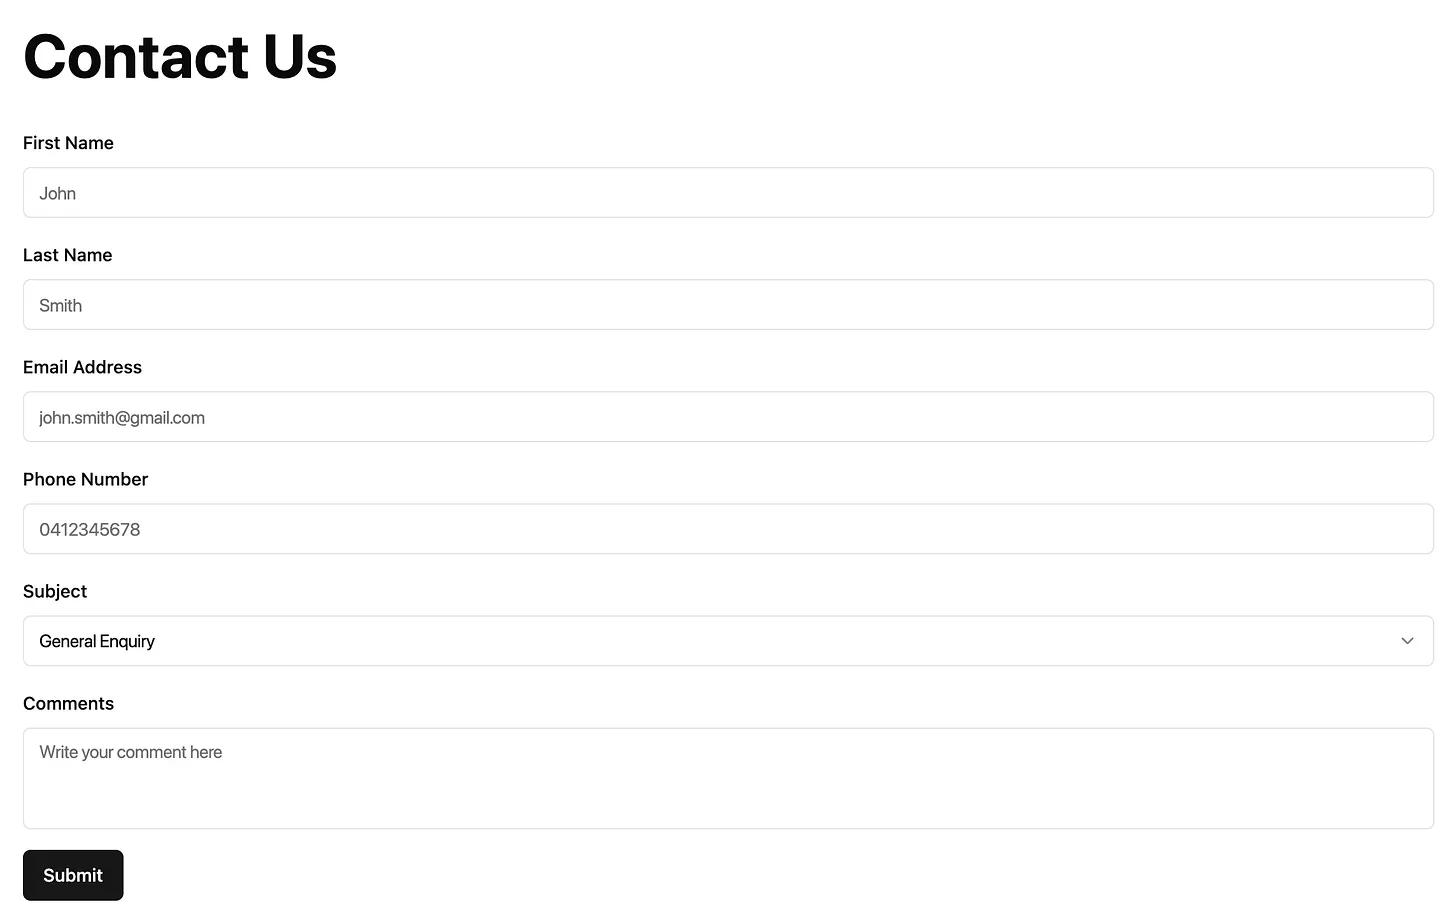 Contact Us
First Name
John
Last Name
Smith
Email Address
john.smith@gmail.com
Phone Number
0412345678
Subject
General Enquiry
Comments
Write your comment here
Submit